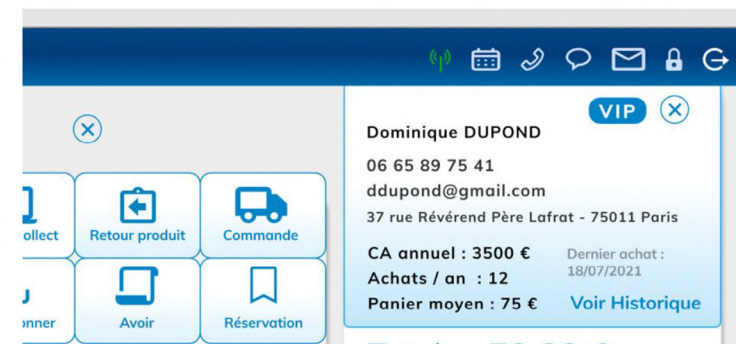 VIP
Dominique DUPOND
06 65 89 75 41
ddupond@gmail.com
37 rue Révérend Père Lafrat - 75011 Paris
CA annuel : 3500 €
Dernier achat :
18/07/2021
Achats / an : 12
Panier moyen : 75 €
Voir Historique
ollect
Retour produit
Commande
onner
Avoir
Réservation